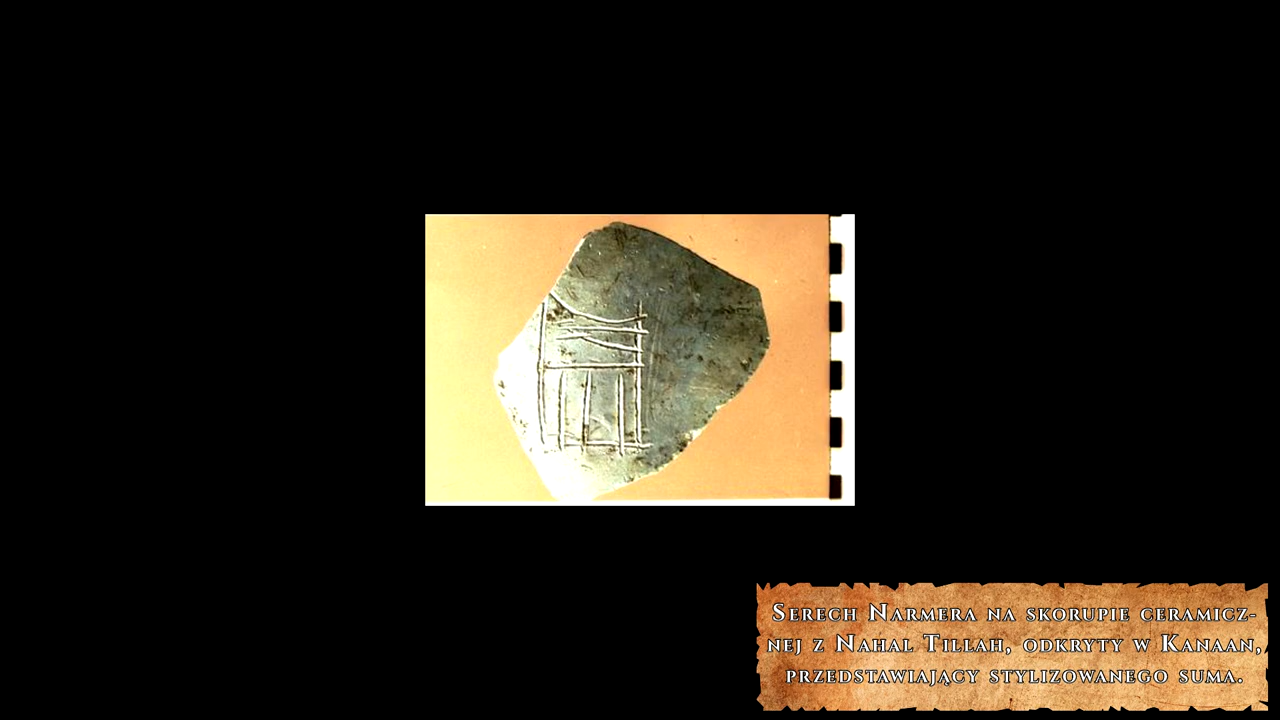 Serech Narmera na skorupie ceramicz-
nej z Nahal Tillah, odkryty w Kanaan,
przedstawiający stylizowanego suma.